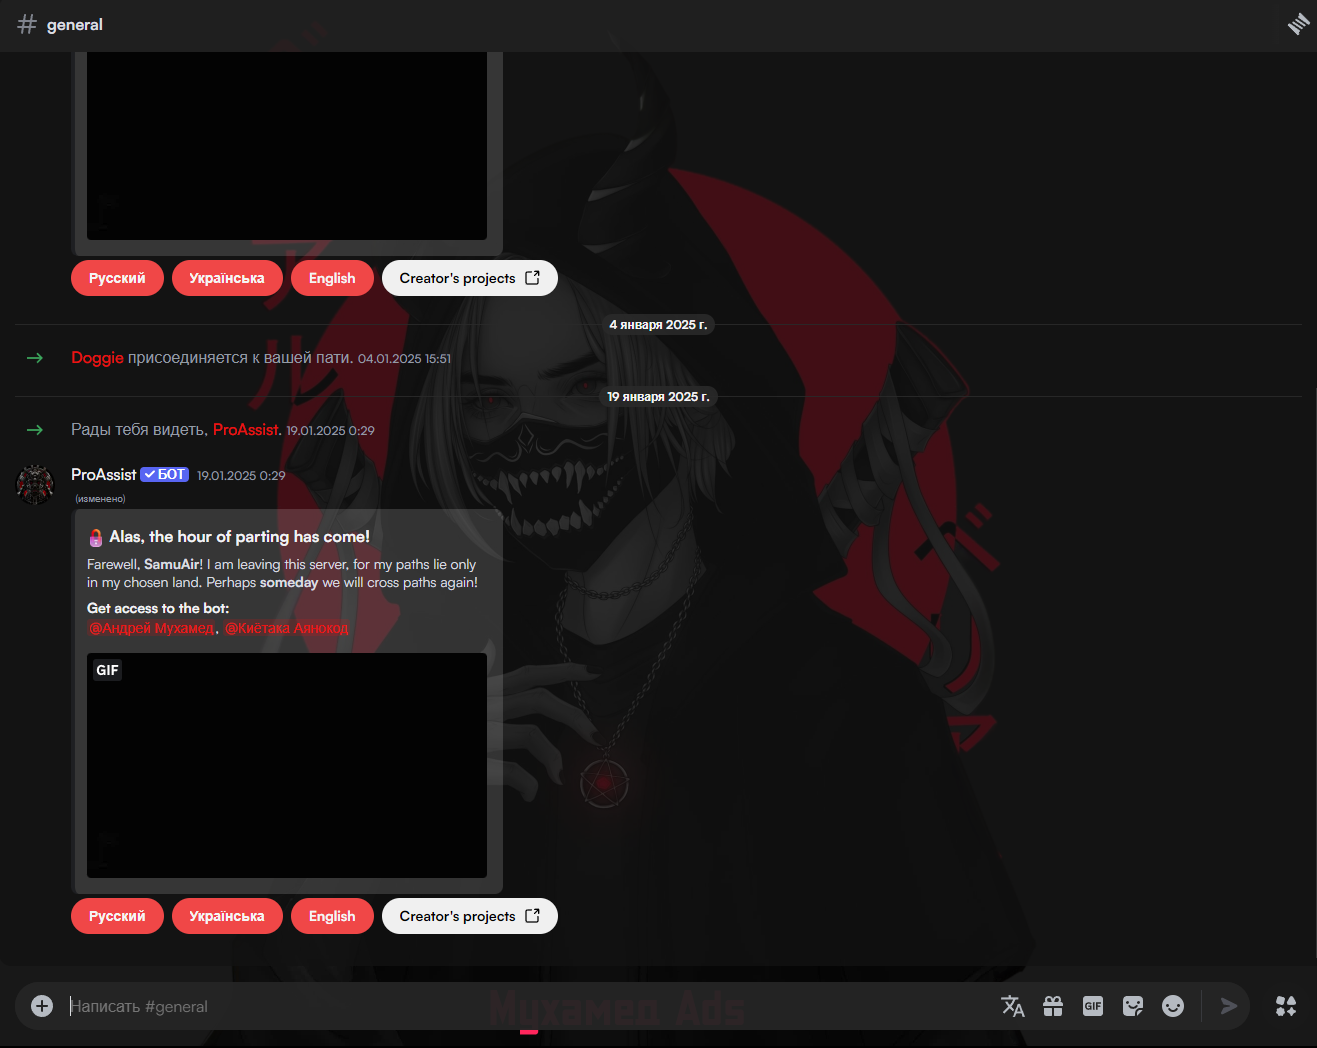 general
Русский Українська English Creator's projects
4 января 2025 г.
Doggie присоединяется к вашей пати. 04.01.2025 15:51
19 января 2025 г.
Рады тебя видеть, ProAssist. 19.01.2025 0:29
ProAssist БОТ 19.01.2025 0:29
(изменено)
Alas, the hour of parting has come!
Farewell, SamuAir! I am leaving this server, for my paths lie only
in my chosen land. Perhaps someday we will cross paths again!
Get access to the bot:
@Андрей Мухамед, @Киётака Аянокод
GIF
Русский Українська English Creator's projects
Написать #general
GIF
Мухамед Ads